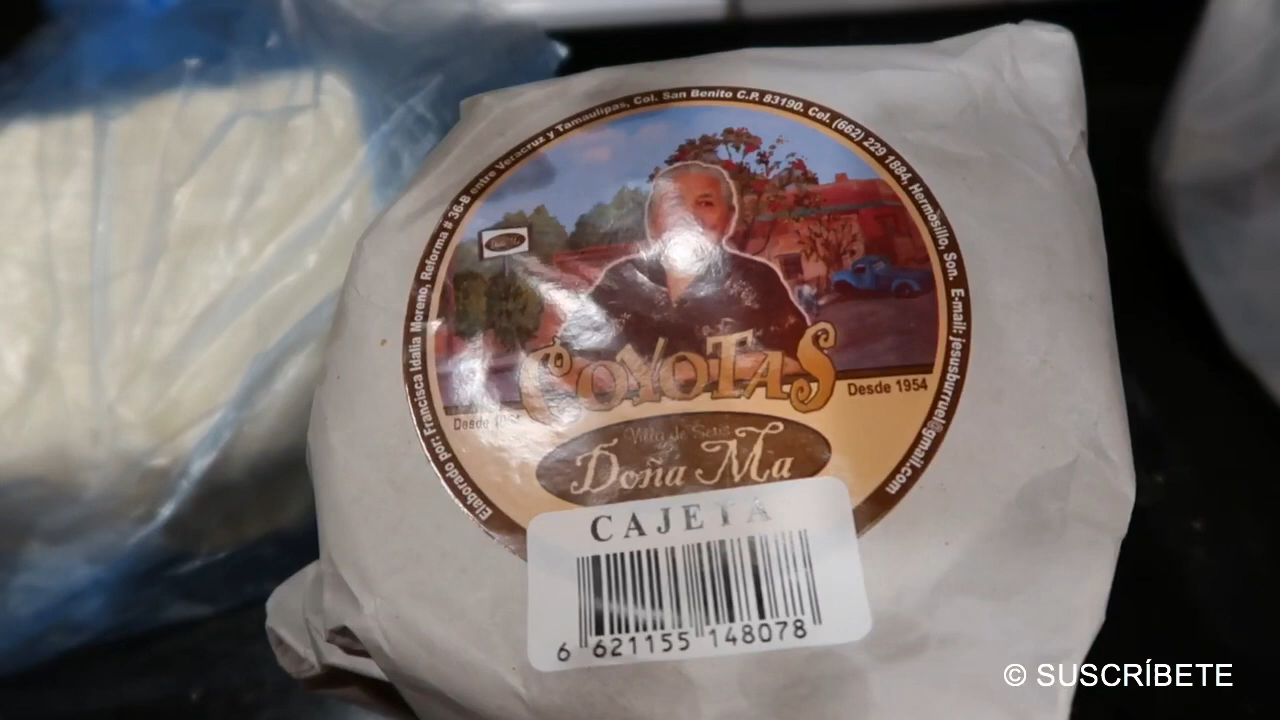 Elaborado por: Francisca Idalia Moreno, Reforma # 36-B entre Veracruz y Tamaulipas, Col. San Benito C.P. 83190. Cel. (662) 229 1884, Hermosillo, Son. E-mail: jesusburruel@gmail.com
COYOTAS
Desde 1954
Desde
Villa de Seris
Doña Ma
CAJETA
6 621155 148078
© SUSCRÍBETE